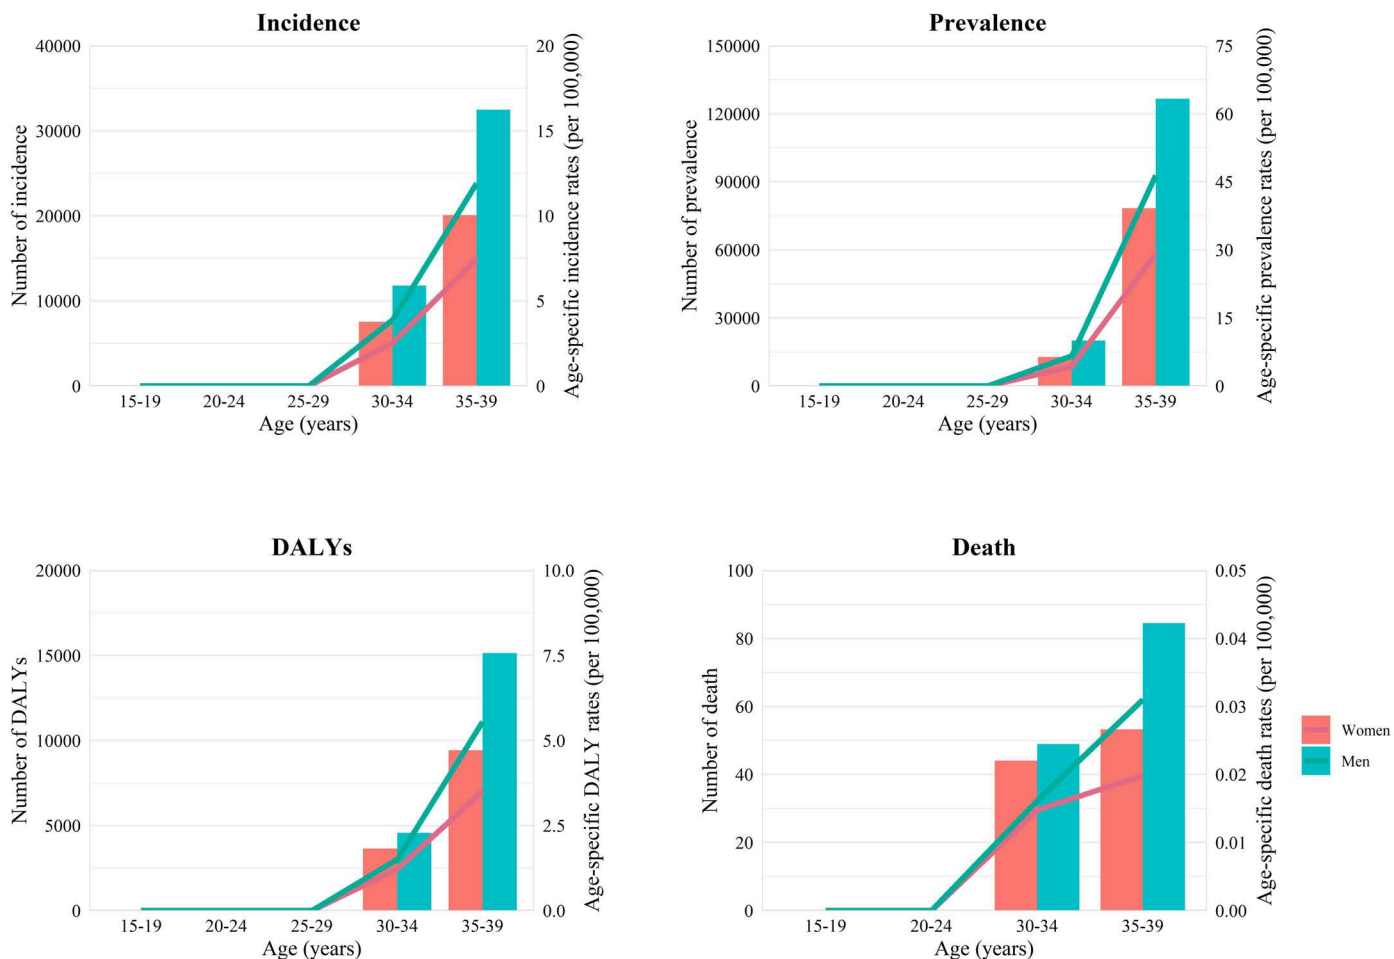 Incidence
40000
30000
20000
10000
0
Number of incidence
20
15
10
5
0
Age-specific incidence rates (per 100,000)
15-19 20-24 25-29 30-34 35-39
Age (years)
Prevalence
150000
120000
90000
60000
30000
0
Number of prevalence
75
60
45
30
15
0
Age-specific prevalence rates (per 100,000)
15-19 20-24 25-29 30-34 35-39
Age (years)
DALYs
20000
15000
10000
5000
0
Number of DALYs
10.0
7.5
5.0
2.5
0.0
Age-specific DALY rates (per 100,000)
15-19 20-24 25-29 30-34 35-39
Age (years)
Death
100
80
60
40
20
0
Number of death
0.05
0.04
0.03
0.02
0.01
0.00
Age-specific death rates (per 100,000)
15-19 20-24 30-34 35-39
Age (years)
Women
Men